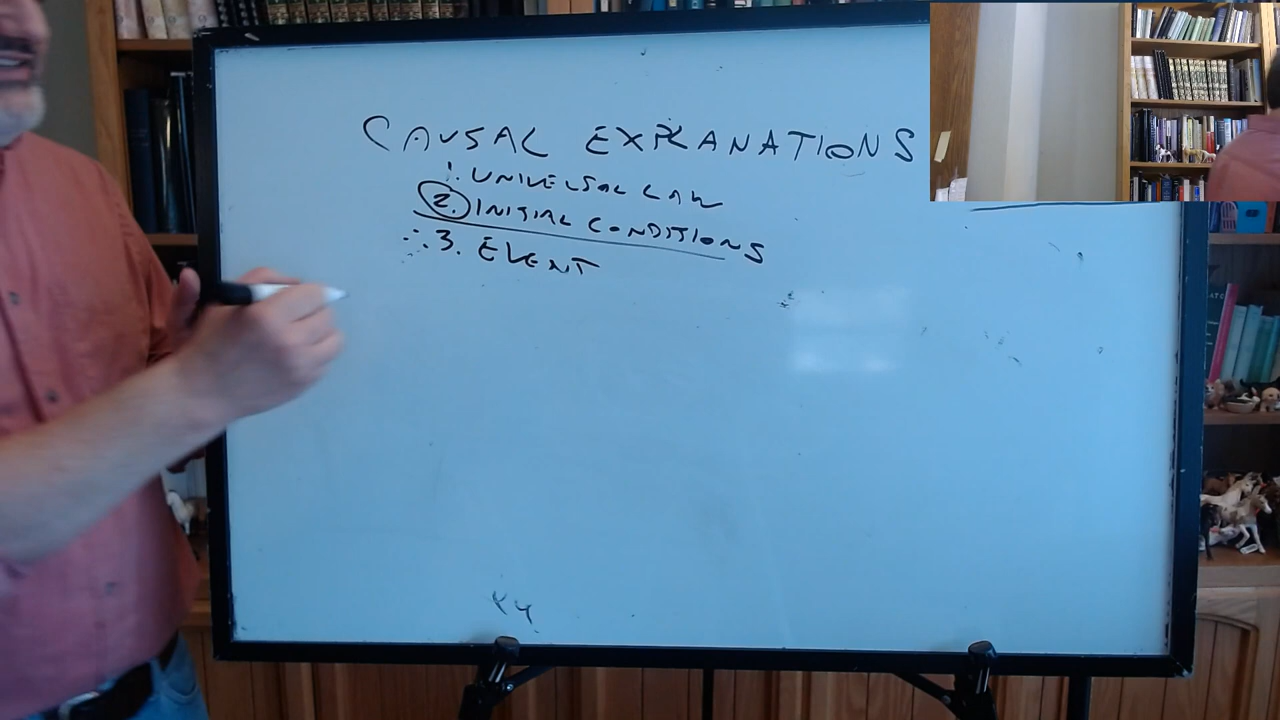 CAUSAL EXPLANATIONS
1. UNIVERSAL LAW
2. INITIAL CONDITIONS
∴ 3. EVENT